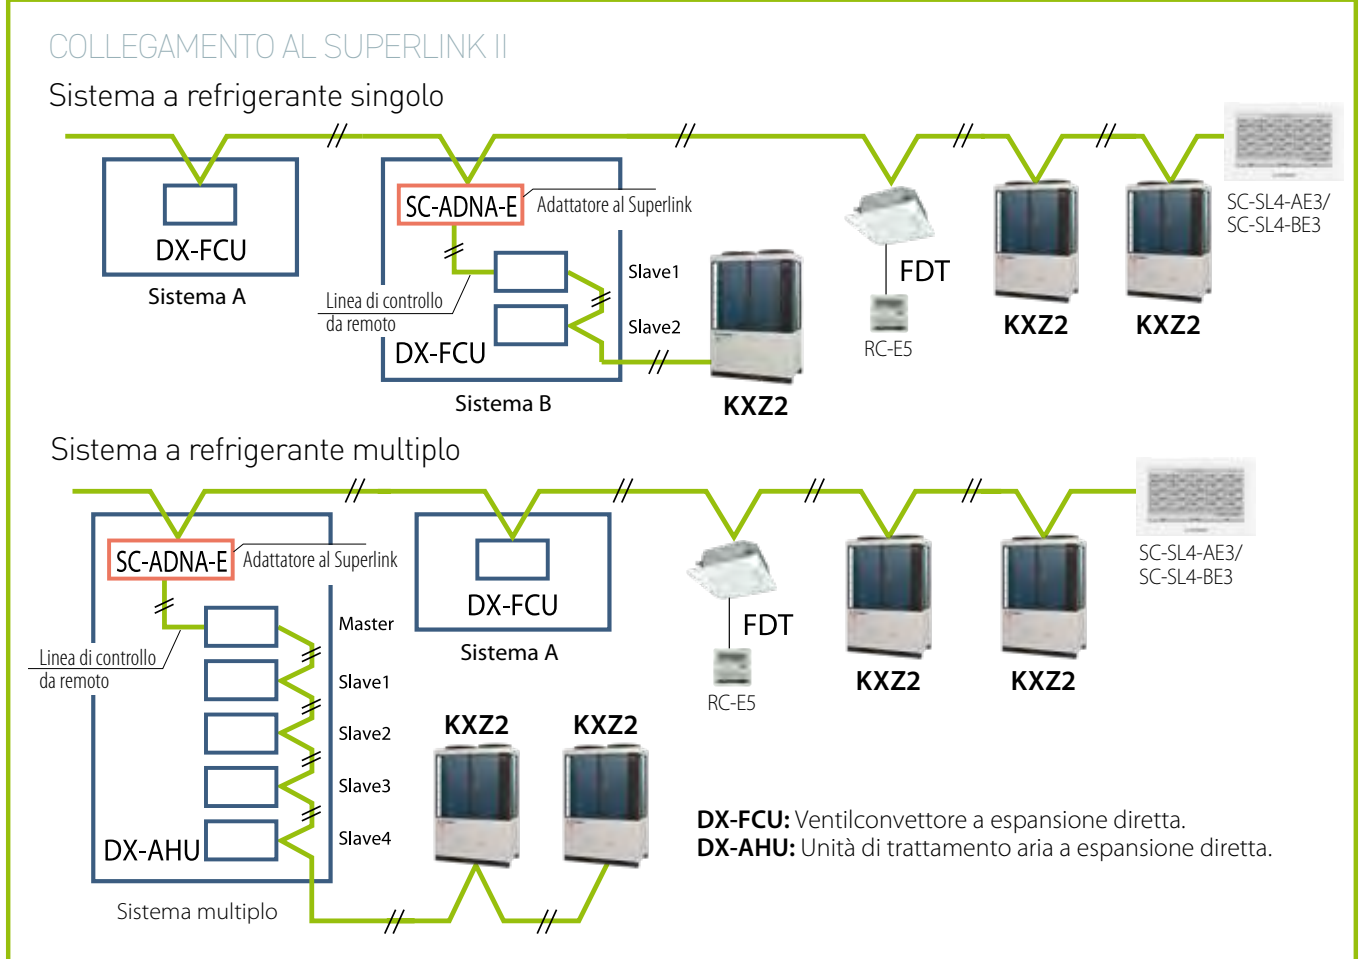 COLLEGAMENTO AL SUPERLINK II
Sistema a refrigerante singolo
SC-ADNA-E
Adattatore al Superlink
SC-SL4-AE3/
SC-SL4-BE3
DX-FCU
Sistema A
Slave1
Linea di controllo
da remoto
Slave2
DX-FCU
Sistema B
KXZ2
FDT
RC-E5
KXZ2
KXZ2
Sistema a refrigerante multiplo
SC-ADNA-E
Adattatore al Superlink
SC-SL4-AE3/
SC-SL4-BE3
DX-FCU
Sistema A
Master
Linea di controllo
da remoto
Slave1
Slave2
Slave3
Slave4
DX-AHU
Sistema multiplo
KXZ2
KXZ2
FDT
RC-E5
KXZ2
KXZ2
DX-FCU: Ventilconvettore a espansione diretta.
DX-AHU: Unità di trattamento aria a espansione diretta.